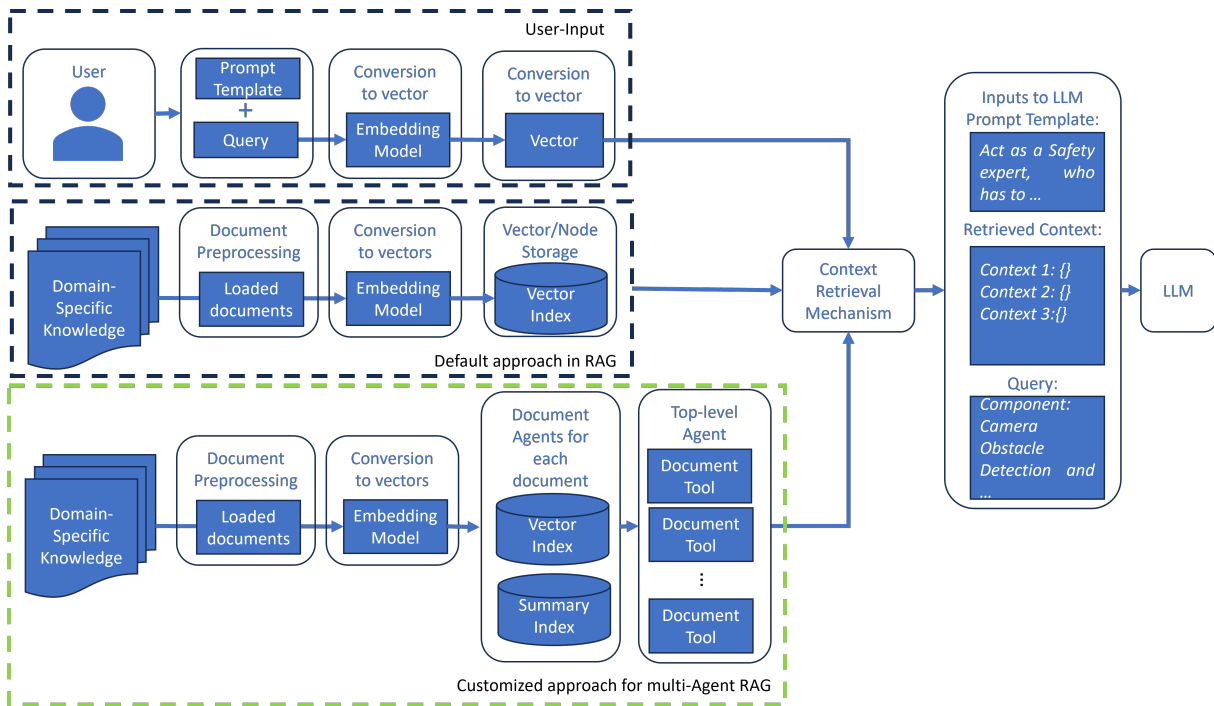 User-Input
User
Prompt
Template
+
Query
Conversion
to vector
Embedding
Model
Conversion
to vector
Vector
Domain-
Specific
Knowledge
Document
Preprocessing
Loaded
documents
Conversion
to vectors
Embedding
Model
Vector/Node
Storage
Vector
Index
Default approach in RAG
Domain-
Specific
Knowledge
Document
Preprocessing
Loaded
documents
Conversion
to vectors
Embedding
Model
Document
Agents for
each
document
Vector
Index
Summary
Index
Top-level
Agent
Document
Tool
Document
Tool
...
Document
Tool
Customized approach for multi-Agent RAG
Context
Retrieval
Mechanism
Inputs to LLM
Prompt Template:
Act as a Safety
expert, who
has to ...
Retrieved Context:
Context 1: {}
Context 2: {}
Context 3:{}
Query:
Component:
Camera
Obstacle
Detection and
...
LLM